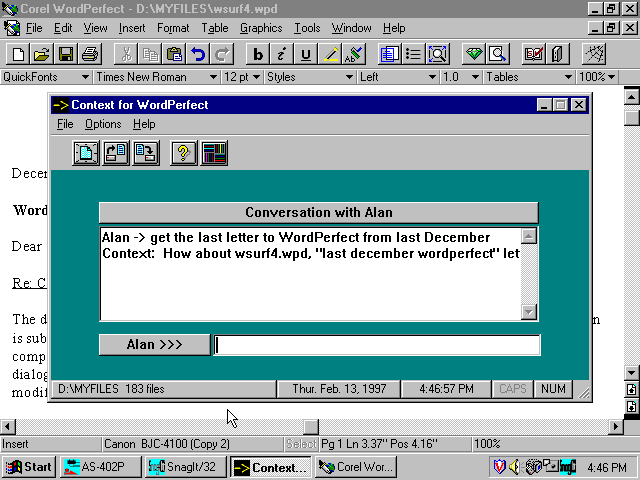 Corel WordPerfect - D:\MYFILES\wsurf4.wpd
File Edit View Insert Format Table Graphics Tools Window Help
QuickFonts Times New Roman 12 pt Styles Left 1.0 Tables 100%
->Context for WordPerfect
File Options Help
Decem
Word
Dear
Re: C
The d
is sub
comp
dialog
modif
n
Conversation with Alan
Alan -> get the last letter to WordPerfect from last December
Context: How about wsurf4.wpd, "last december wordperfect" let
Alan >>>
D:\MYFILES 183 files Thur. Feb. 13, 1997 4:46:57 PM CAPS NUM
Insert Canon BJC-4100 (Copy 2) Select Pg 1 Ln 3.37" Pos 4.16" 100%
Start AS-402P SnagIt/32 -> Context... Corel Wor... 4:46 PM